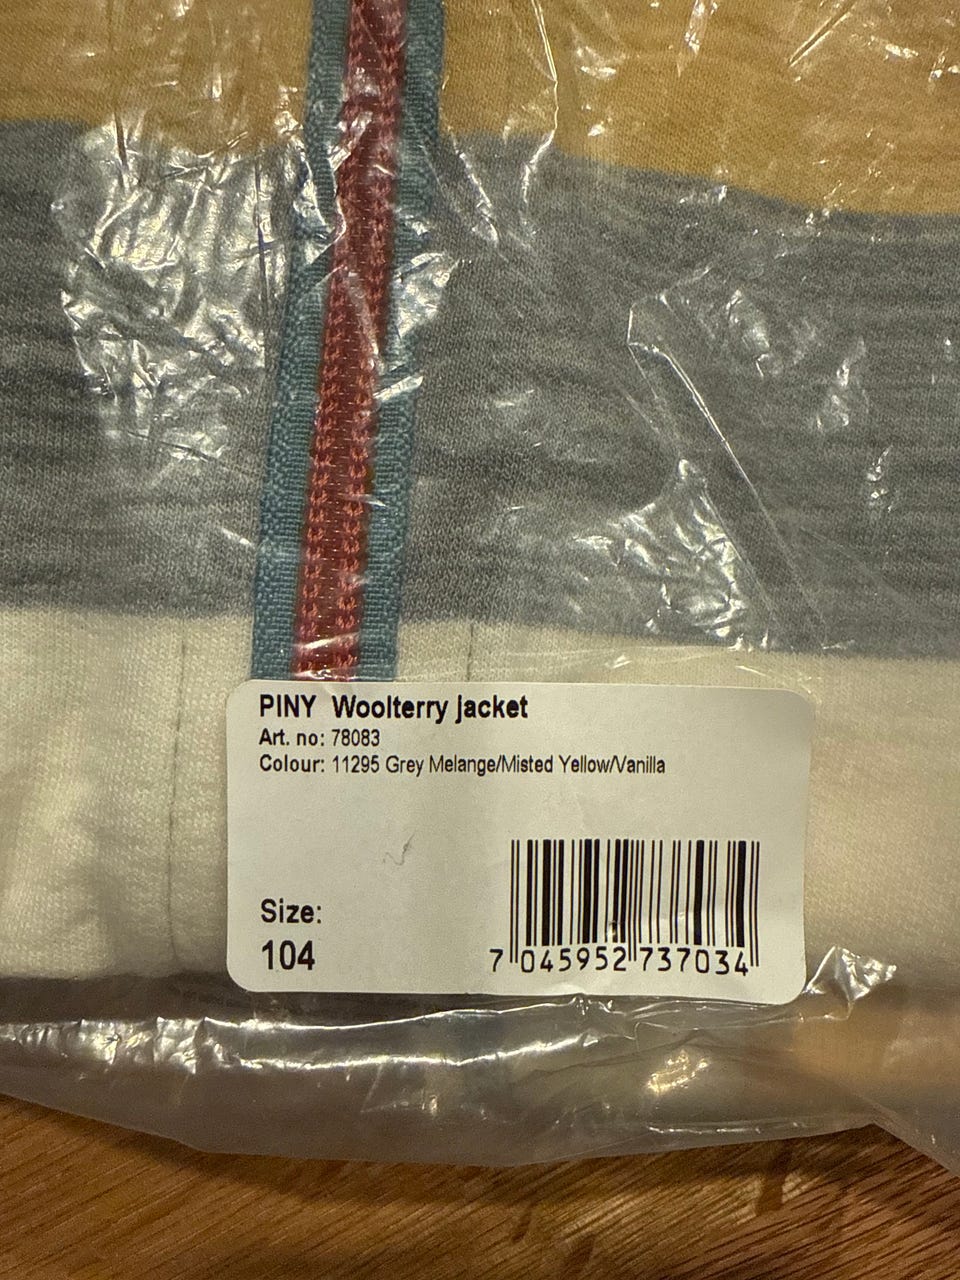 PINY  Woolterry jacket
Art. no: 78083
Colour: 11295 Grey Melange/Misted Yellow/Vanilla
Size:
104
7 045952 737034